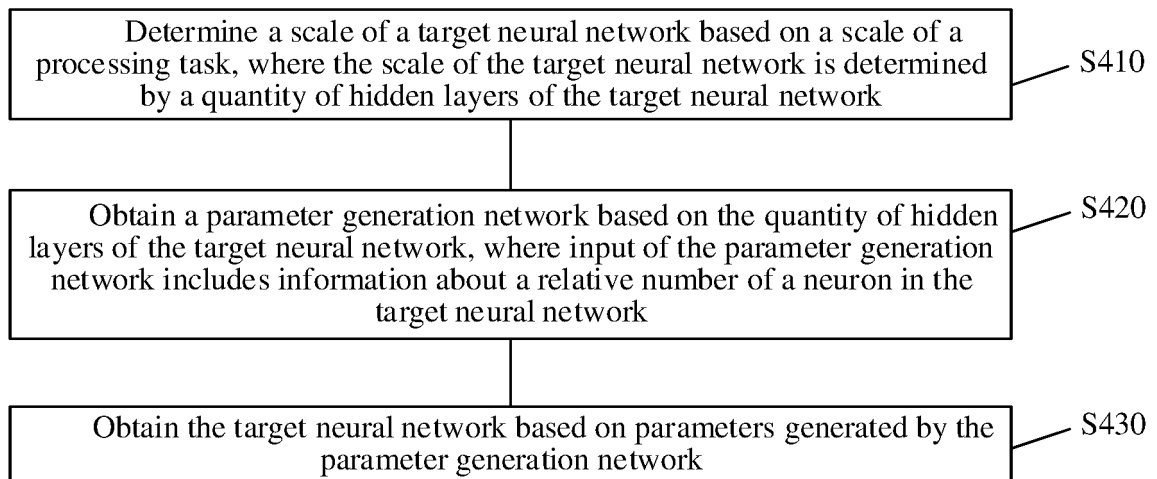 Determine a scale of a target neural network based on a scale of a
processing task, where the scale of the target neural network is determined
by a quantity of hidden layers of the target neural network
S410
Obtain a parameter generation network based on the quantity of hidden
layers of the target neural network, where input of the parameter generation
network includes information about a relative number of a neuron in the
target neural network
S420
Obtain the target neural network based on parameters generated by the
parameter generation network
S430